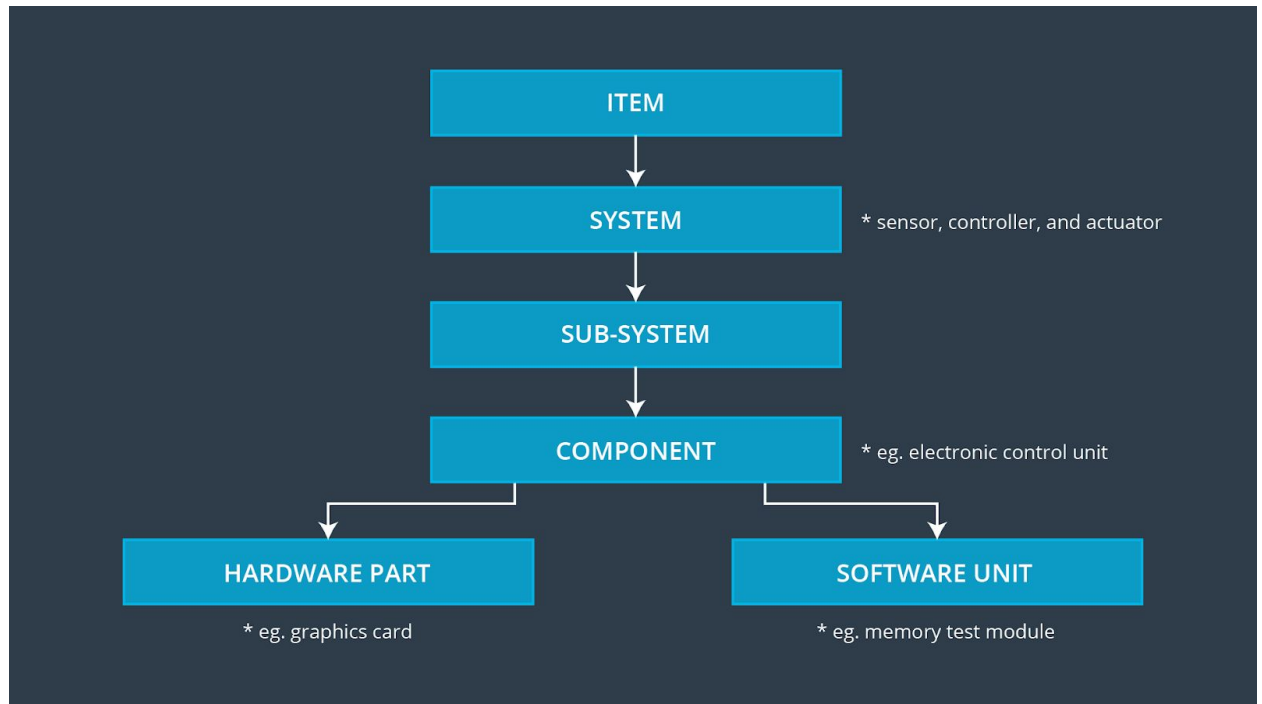 ITEM
SYSTEM
* sensor, controller, and actuator
SUB-SYSTEM
COMPONENT
* eg. electronic control unit
HARDWARE PART
SOFTWARE UNIT
* eg. graphics card
* eg. memory test module